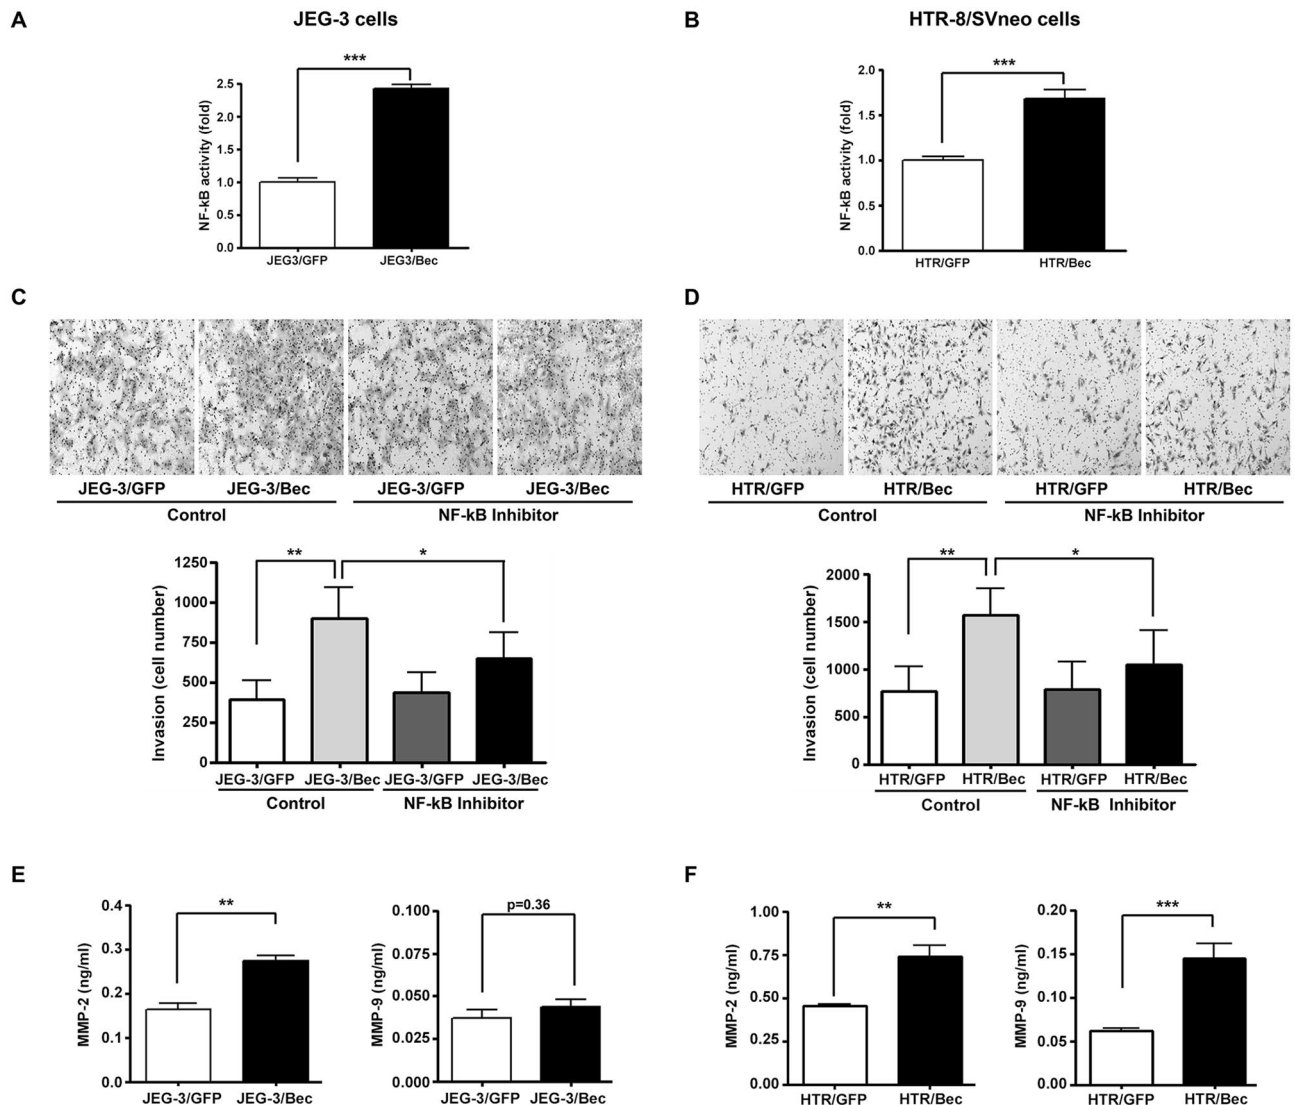 A JEG-3 cells
B HTR-8/SVneo cells
***
NF-kB activity (fold)
2.5
2.0
1.5
1.0
0.5
0.0
JEG3/GFP JEG3/Bec
***
NF-kB activity (fold)
2.0
1.5
1.0
0.5
0.0
HTR/GFP HTR/Bec
C
JEG-3/GFP JEG-3/Bec JEG-3/GFP JEG-3/Bec
Control NF-kB Inhibitor
** *
Invasion (cell number)
1250
1000
750
500
250
0
JEG-3/GFP JEG-3/Bec JEG-3/GFP JEG-3/Bec
Control NF-kB Inhibitor
D
HTR/GFP HTR/Bec HTR/GFP HTR/Bec
Control NF-kB Inhibitor
** *
Invasion (cell number)
2000
1500
1000
500
0
HTR/GFP HTR/Bec HTR/GFP HTR/Bec
Control NF-kB Inhibitor
E
**
MMP-2 (ng/ml)
0.4
0.3
0.2
0.1
0.0
JEG-3/GFP JEG-3/Bec
p=0.36
MMP-9 (ng/ml)
0.100
0.075
0.050
0.025
0.000
JEG-3/GFP JEG-3/Bec
F
**
MMP-2 (ng/ml)
1.00
0.75
0.50
0.25
0.00
HTR/GFP HTR/Bec
***
MMP-9 (ng/ml)
0.20
0.15
0.10
0.05
0.00
HTR/GFP HTR/Bec